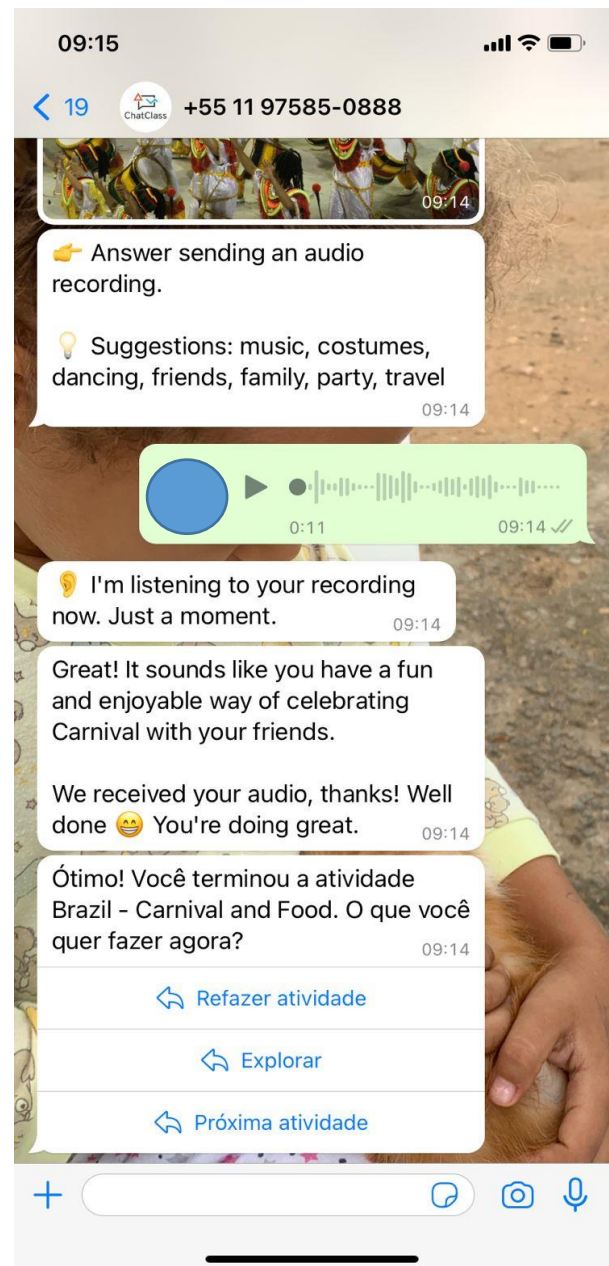 09:15
19 ChatClass +55 11 97585-0888
09:14
👉 Answer sending an audio
recording.
💡 Suggestions: music, costumes,
dancing, friends, family, party, travel
09:14
0:11 09:14
👂 I'm listening to your recording
now. Just a moment.
09:14
Great! It sounds like you have a fun
and enjoyable way of celebrating
Carnival with your friends.
We received your audio, thanks! Well
done 😁 You're doing great.
09:14
Ótimo! Você terminou a atividade
Brazil - Carnival and Food. O que você
quer fazer agora?
09:14
Refazer atividade
Explorar
Próxima atividade